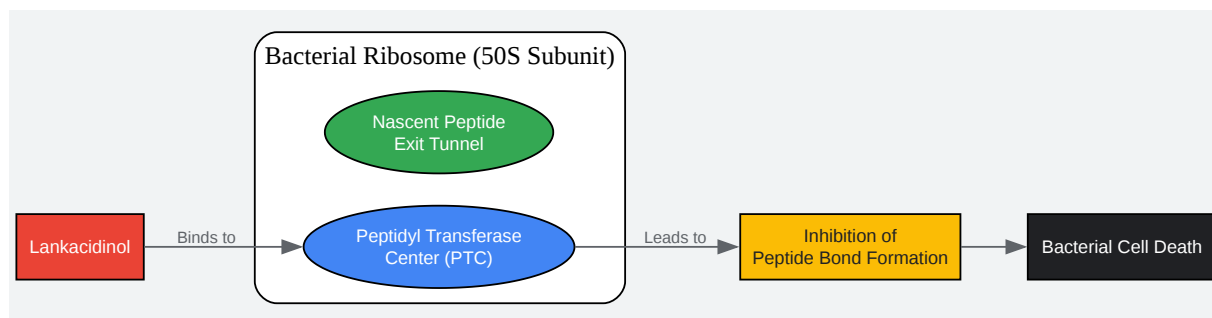 Bacterial Ribosome (50S Subunit)
Nascent Peptide
Exit Tunnel
Lankacidinol
Binds to
Peptidyl Transferase
Center (PTC)
Leads to
Inhibition of
Peptide Bond Formation
Bacterial Cell Death